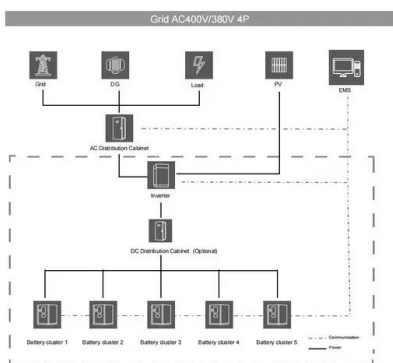 Grid AC400V/380V 4P
Grid
DG
Load
PV
EMS
AC Distribution Cabinet
Inverter
DC Distribution Cabinet (Optional)
Battery cluster 1
Battery cluster 2
Battery cluster 3
Battery cluster 4
Battery cluster 5
Communication
Power